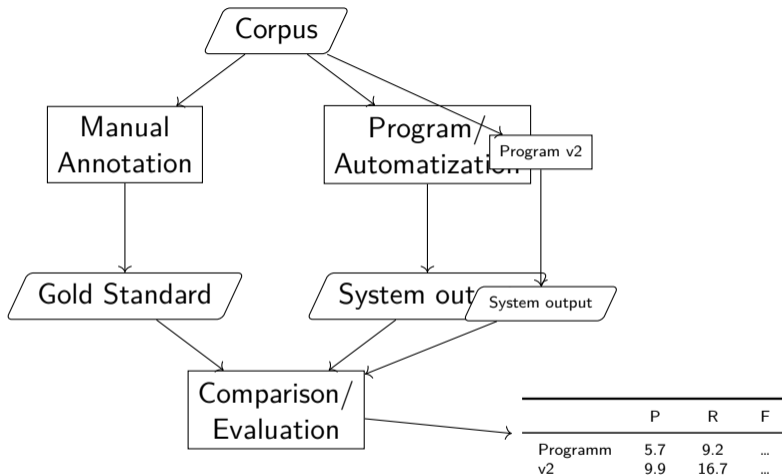 Corpus
Manual
Annotation
Program/
Automatization
Program v2
Gold Standard
System out
System output
Comparison/
Evaluation
P R F
Programm 5.7 9.2 ...
v2 9.9 16.7 ...